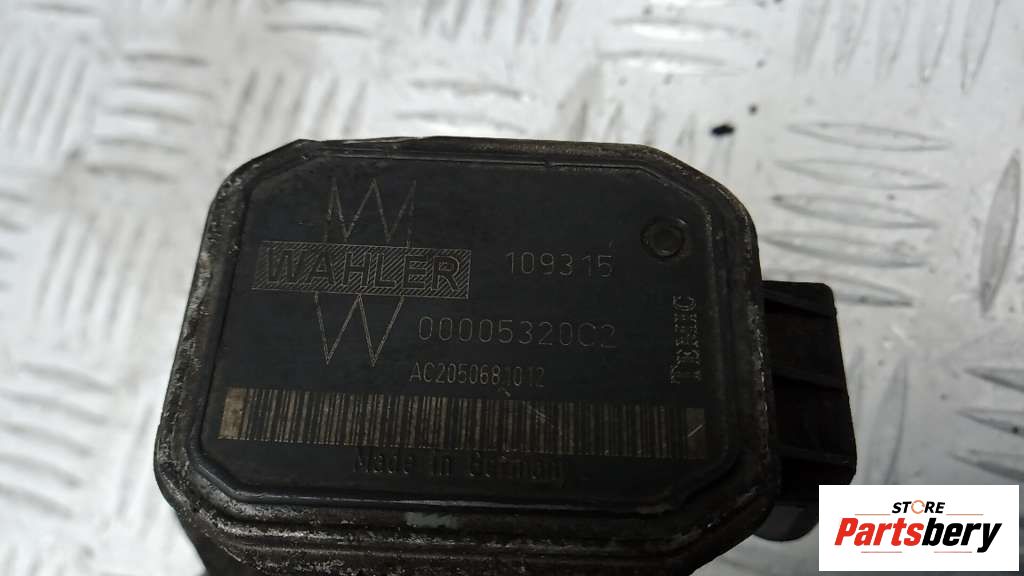 W
WAHLER
W
109315
00005320C2
AC2050681012
Made in Germany
STORE
Partsbery